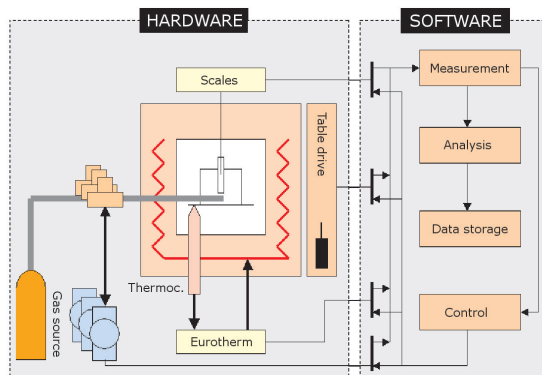 HARDWARE
SOFTWARE
Scales
Measurement
Table drive
Analysis
Data storage
Thermoc.
Gas source
Eurotherm
Control